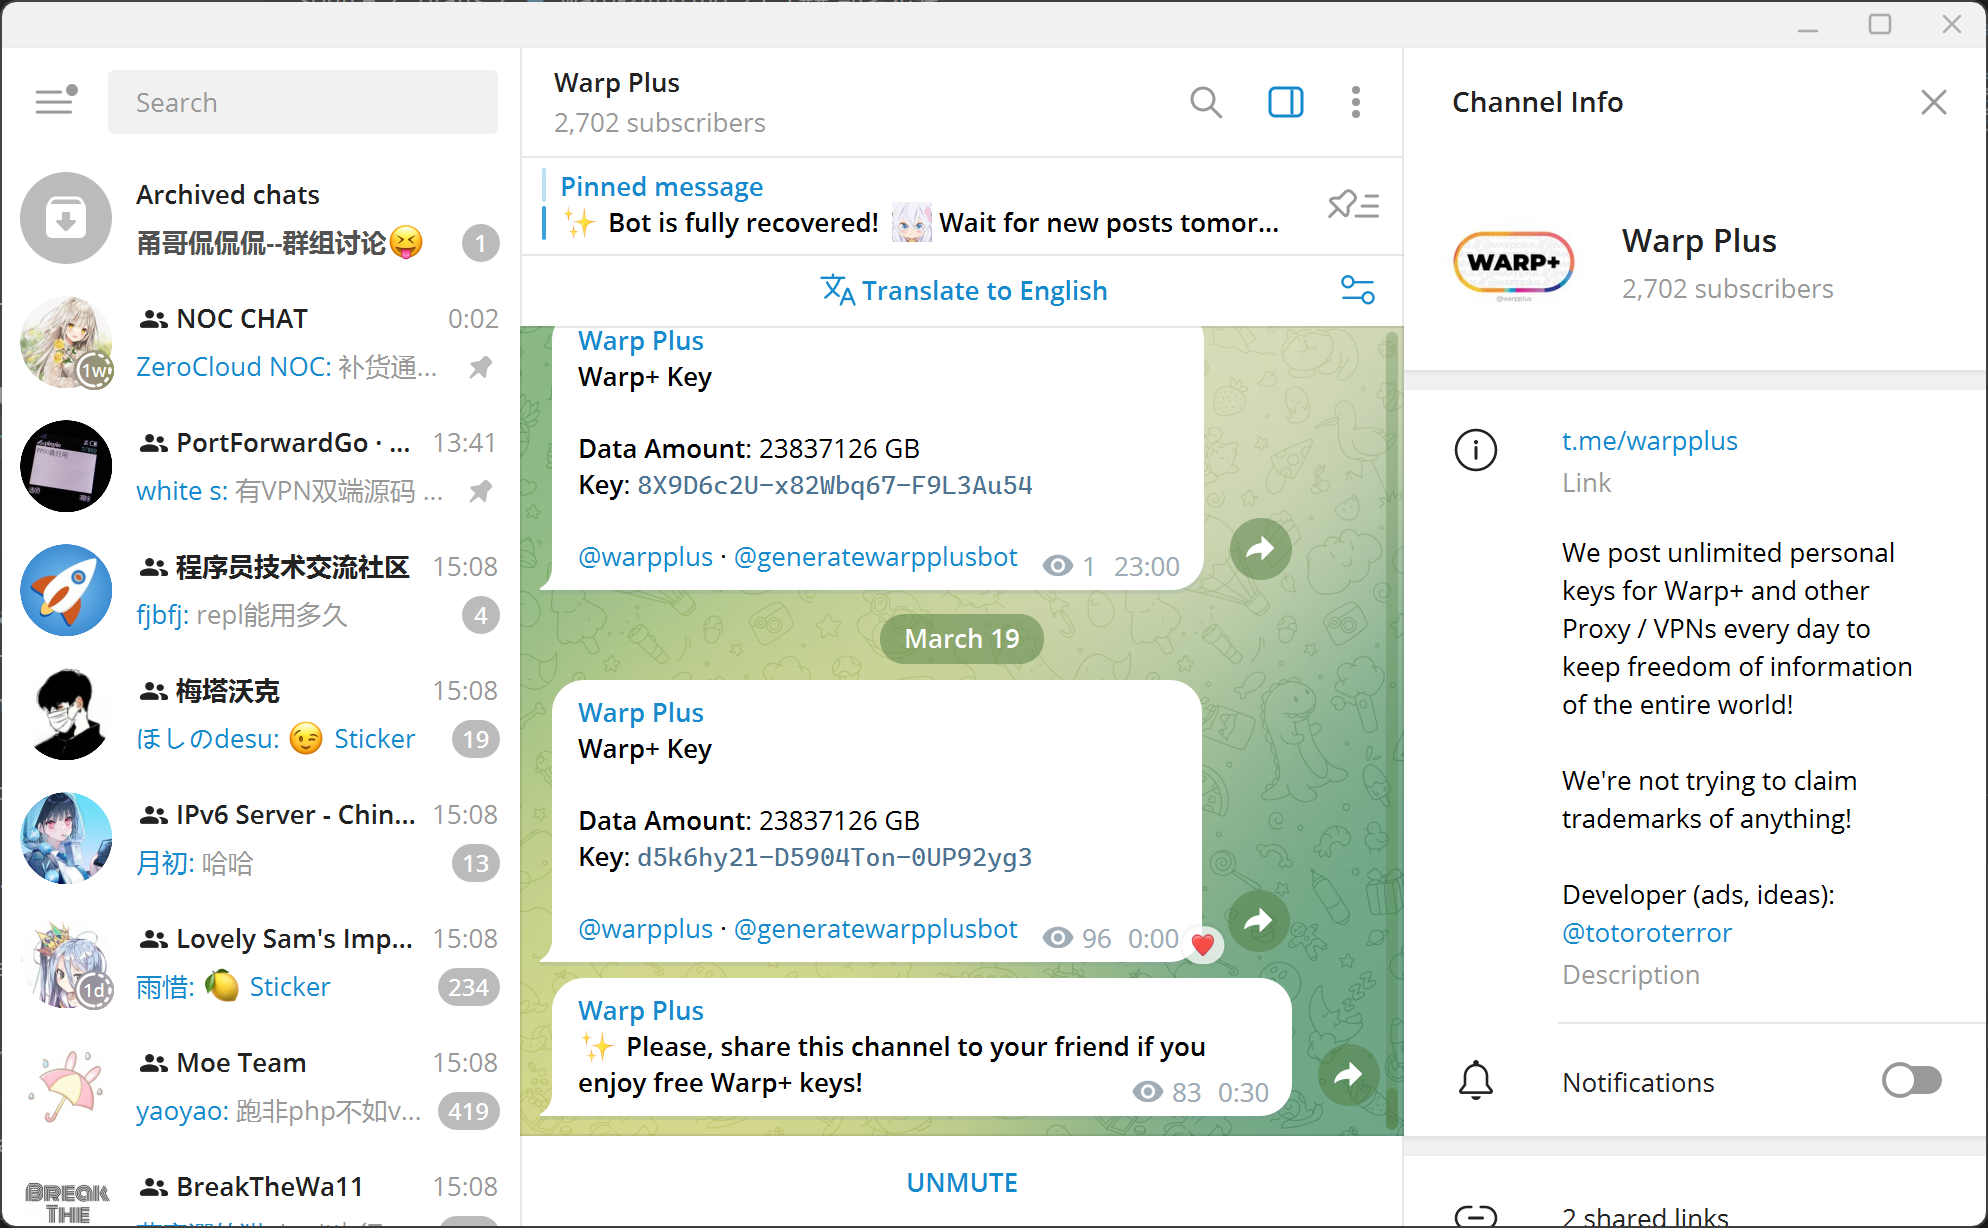 Search
Archived chats
甬哥侃侃侃--群组讨论😝
1
NOC CHAT
0:02
ZeroCloud NOC: 补货通...
1w
PortForwardGo · ...
13:41
white s: 有VPN双端源码 ...
程序员技术交流社区
15:08
fjbfj: repl能用多久
4
梅塔沃克
15:08
ほしのdesu: 😉 Sticker
19
IPv6 Server - Chin...
15:08
月初: 哈哈
13
Lovely Sam's Imp...
15:08
雨惜: 🍋 Sticker
234
1d
Moe Team
15:08
yaoyao: 跑非php不如v...
419
BreakTheWa11
15:08
BREAK
THE
Warp Plus
2,702 subscribers
Pinned message
✨ Bot is fully recovered! Wait for new posts tomor...
Translate to English
Warp Plus
Warp+ Key
Data Amount: 23837126 GB
Key: 8X9D6c2U-x82Wbq67-F9L3Au54
@warpplus · @generatewarpplusbot
1 23:00
March 19
Warp Plus
Warp+ Key
Data Amount: 23837126 GB
Key: d5k6hy21-D5904Ton-0UP92yg3
@warpplus · @generatewarpplusbot
96 0:00 ❤️
Warp Plus
✨ Please, share this channel to your friend if you
enjoy free Warp+ keys!
83 0:30
UNMUTE
Channel Info
WARP+
@warpplus
Warp Plus
2,702 subscribers
t.me/warpplus
Link
We post unlimited personal
keys for Warp+ and other
Proxy / VPNs every day to
keep freedom of information
of the entire world!
We're not trying to claim
trademarks of anything!
Developer (ads, ideas):
@totoroterror
Description
Notifications
2 shared links